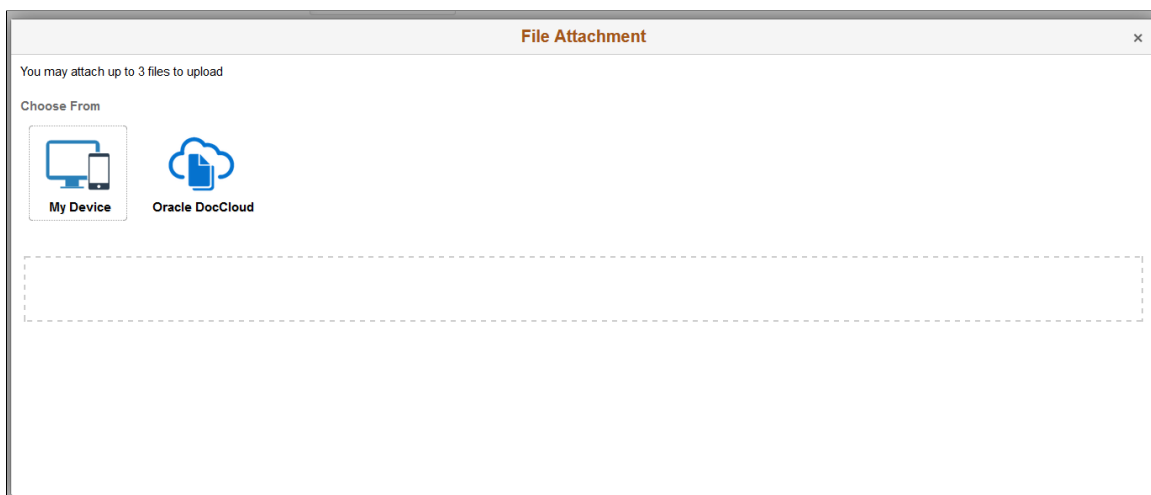 File Attachment
×
You may attach up to 3 files to upload
Choose From
My Device
Oracle DocCloud